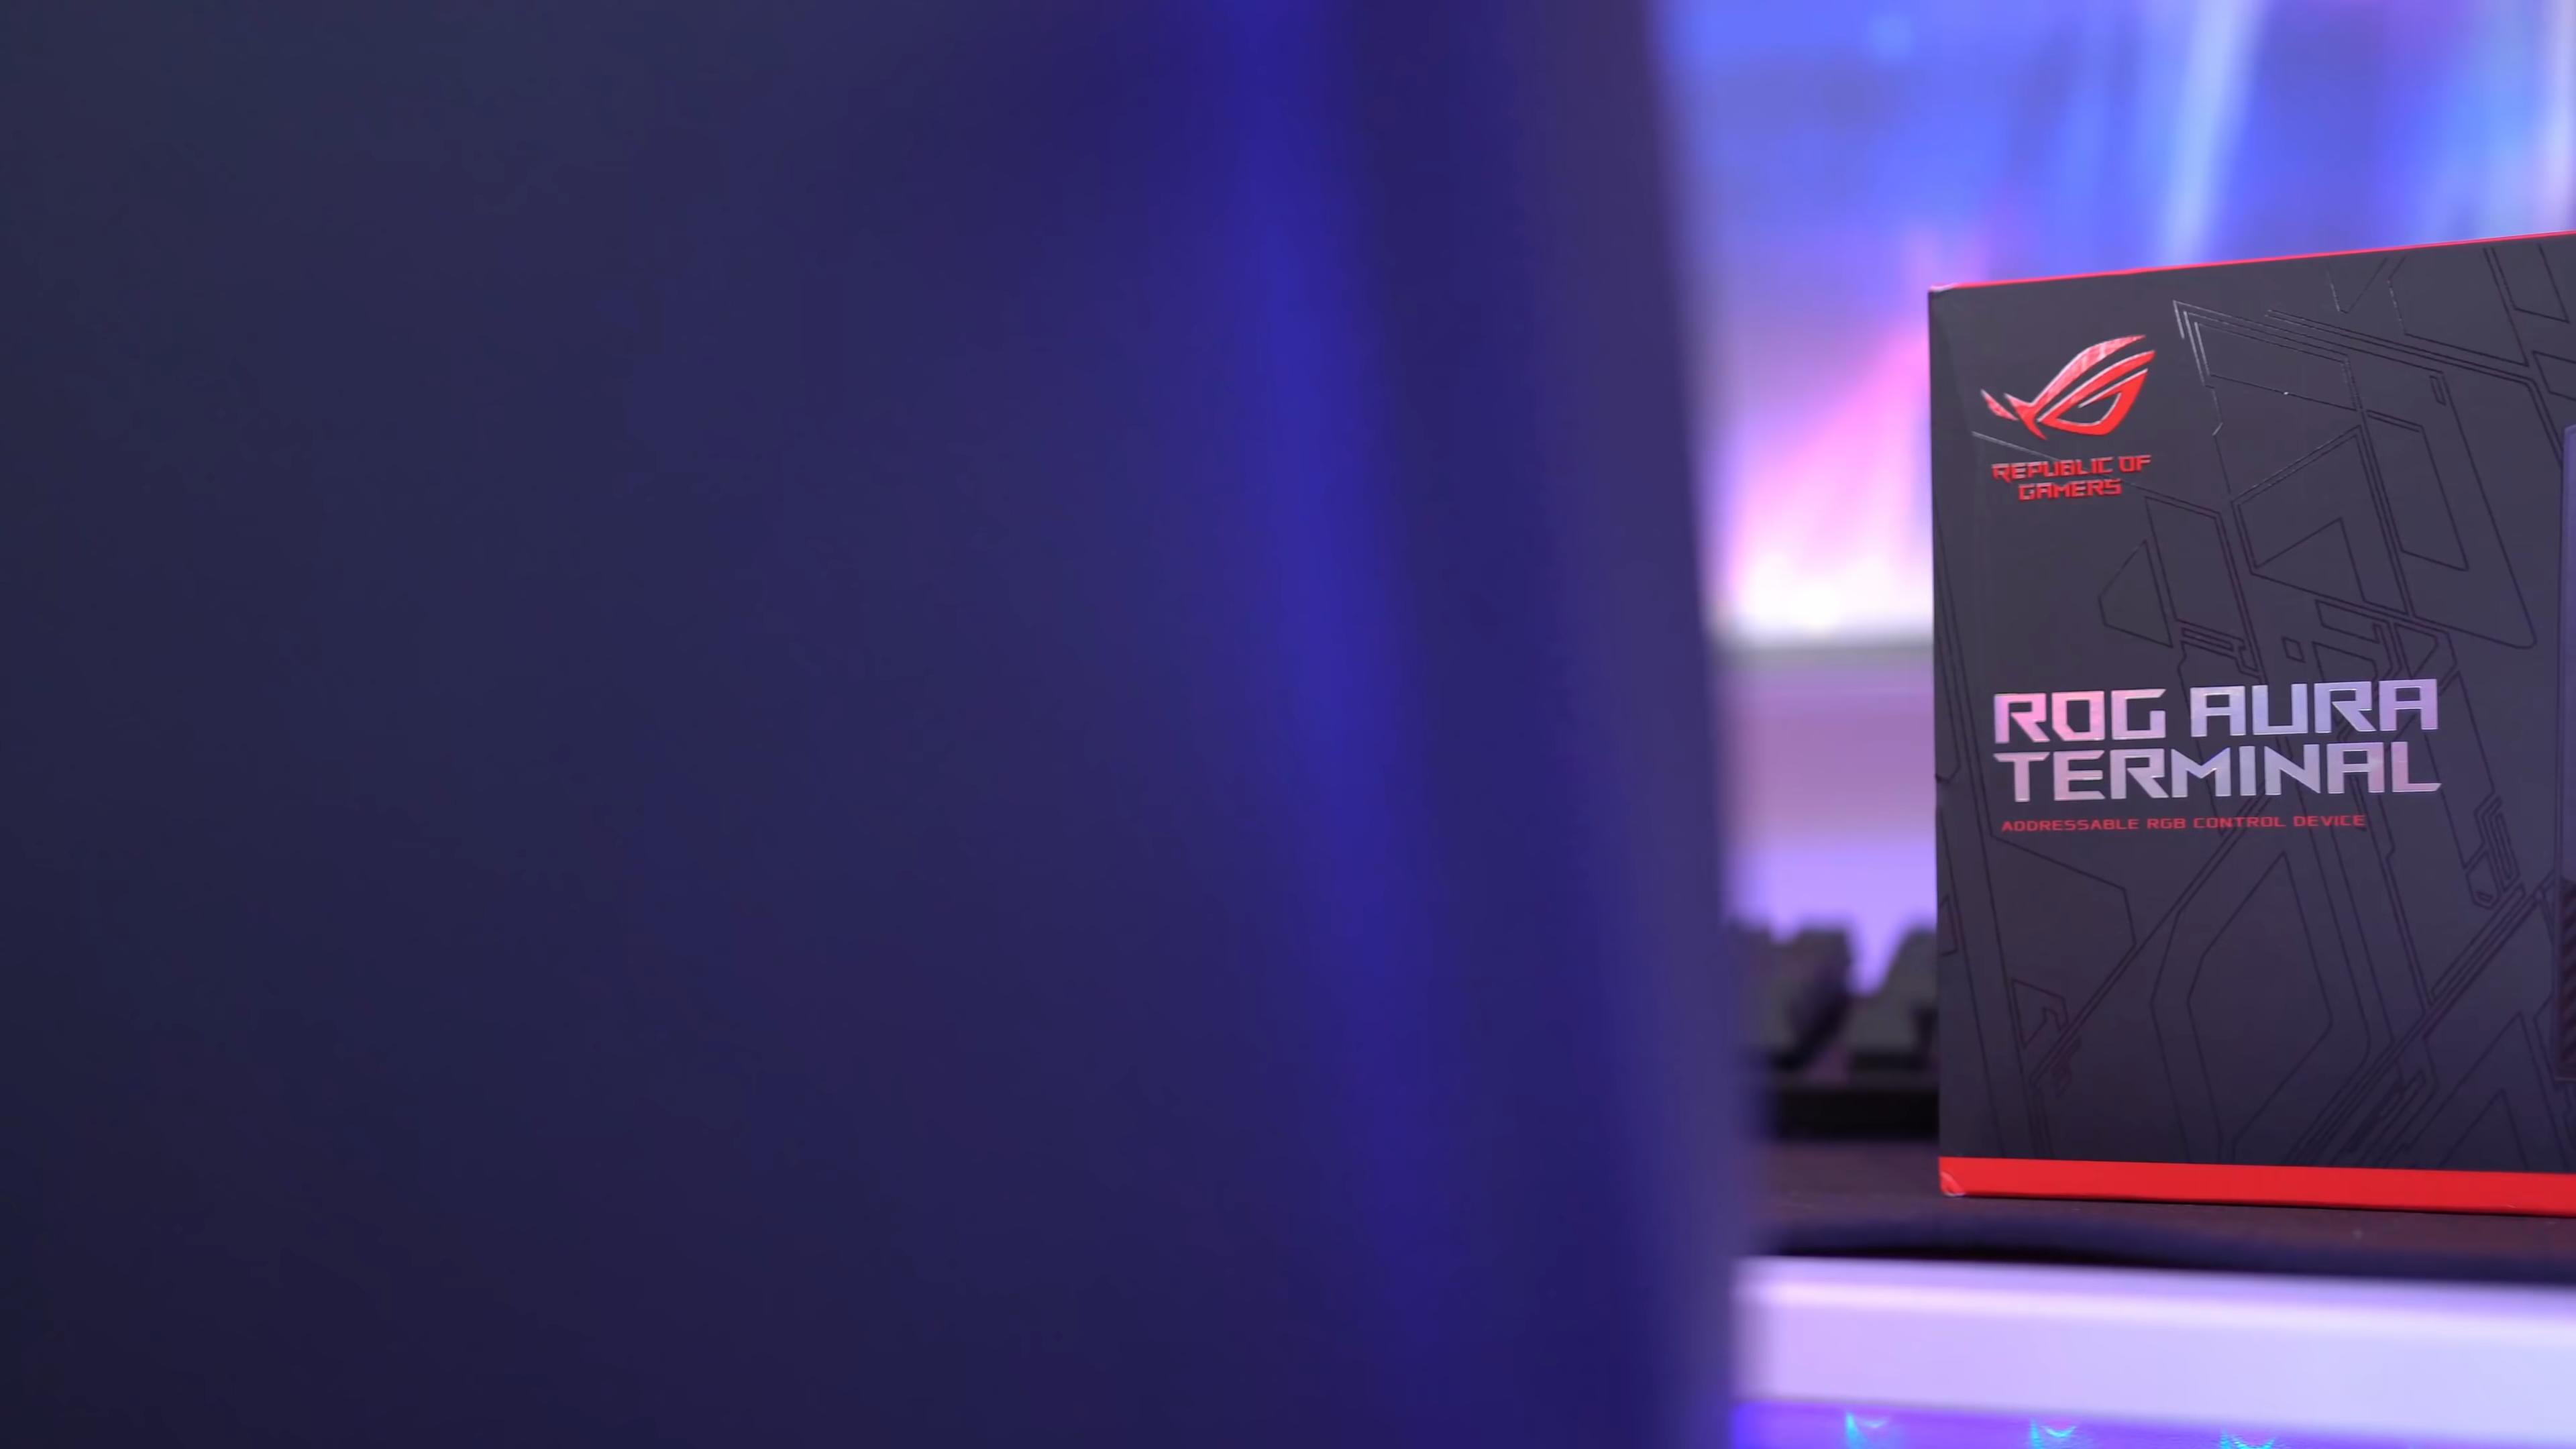 REPUBLIC OF
GAMERS
ROG AURA
TERMINAL
ADDRESSABLE RGB CONTROL DEVICE